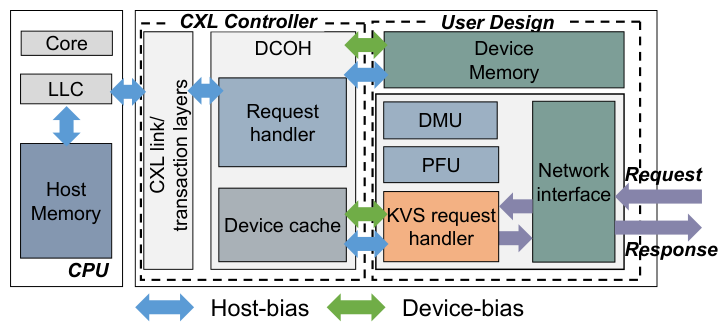 CXL Controller
User Design
Core
LLC
Host
Memory
CPU
CXL link/
transaction layers
DCOH
Request
handler
Device cache
Device
Memory
DMU
PFU
KVS request
handler
Network
interface
Request
Response
Host-bias
Device-bias